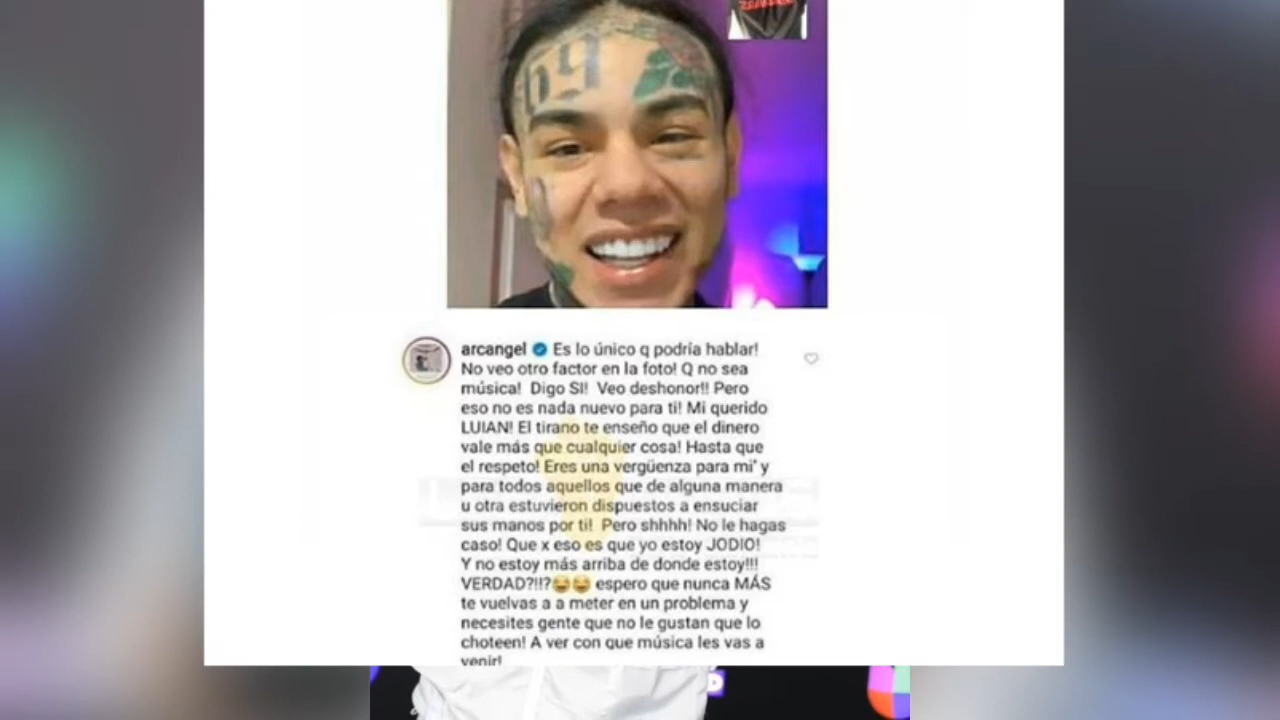 69
arcangel Es lo único q podría hablar!
No veo otro factor en la foto! Q no sea
música! Digo SI! Veo deshonor!! Pero
eso no es nada nuevo para ti! Mi querido
LUIAN! El tirano te enseño que el dinero
vale más que cualquier cosa! Hasta que
el respeto! Eres una vergüenza para mi' y
para todos aquellos que de alguna manera
u otra estuvieron dispuestos a ensuciar
sus manos por ti! Pero shhhh! No le hagas
caso! Que x eso es que yo estoy JODIO!
Y no estoy más arriba de donde estoy!!!
VERDAD?!!?😂😂 espero que nunca MÁS
te vuelvas a a meter en un problema y
necesites gente que no le gustan que lo
choteen! A ver con que música les vas a
venir!